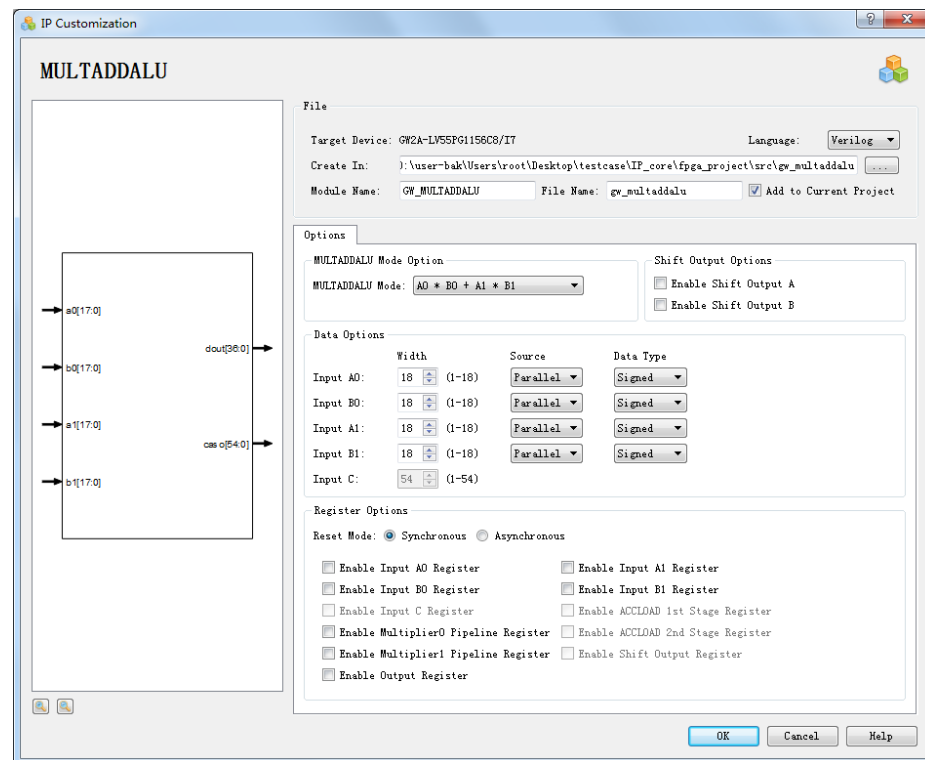 IP Customization
MULTADDALU
File
Target Device: GW2A-LV55PG1156C8/I7
Language: Verilog
Create In: ):\user-bak\Users\root\Desktop\testcase\IP_core\fpga_project\src\gw_multaddalu ...
Module Name: GW_MULTADDALU File Name: gw_multaddalu Add to Current Project
Options
MULTADDALU Mode Option
MULTADDALU Mode: A0 * B0 + A1 * B1
Shift Output Options
Enable Shift Output A
Enable Shift Output B
a0[17:0]
b0[17:0]
a1[17:0]
b1[17:0]
dout[36:0]
caso[54:0]
Data Options
Width Source Data Type
Input A0: 18 (1-18) Parallel Signed
Input B0: 18 (1-18) Parallel Signed
Input A1: 18 (1-18) Parallel Signed
Input B1: 18 (1-18) Parallel Signed
Input C: 54 (1-54)
Register Options
Reset Mode: Synchronous Asynchronous
Enable Input A0 Register Enable Input A1 Register
Enable Input B0 Register Enable Input B1 Register
Enable Input C Register Enable ACCLOAD 1st Stage Register
Enable Multiplier0 Pipeline Register Enable ACCLOAD 2nd Stage Register
Enable Multiplier1 Pipeline Register Enable Shift Output Register
Enable Output Register
OK Cancel Help